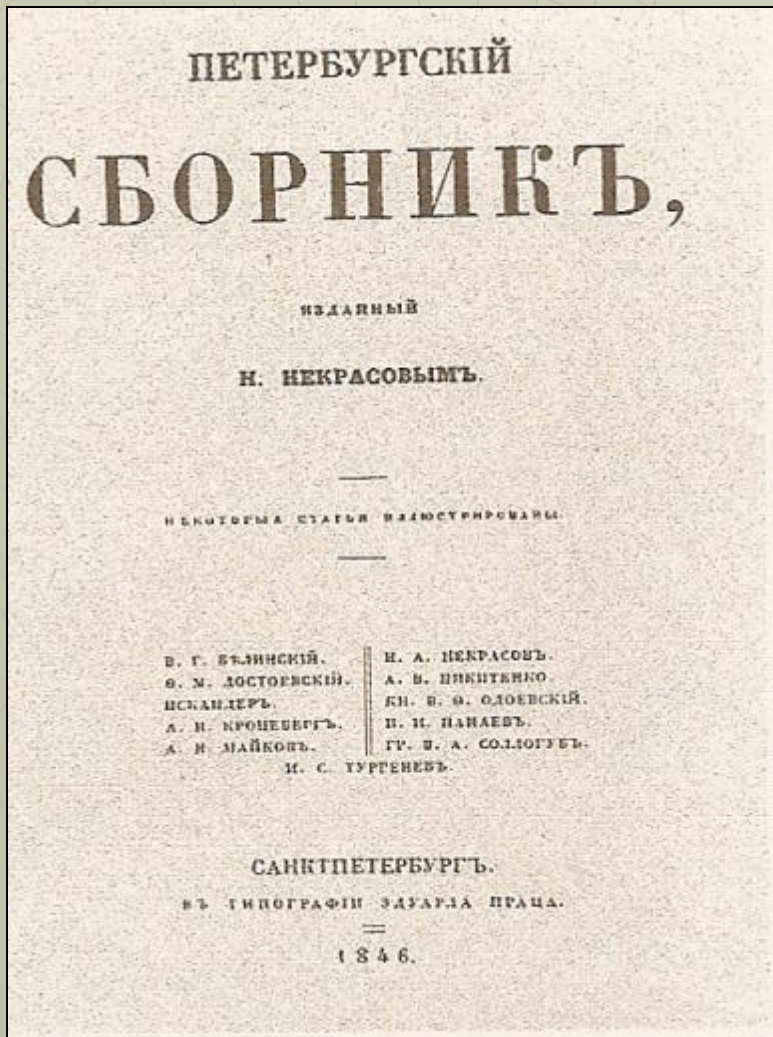 ПЕТЕРБУРГСКІЙ
СБОРНИКЪ,
ИЗДАННЫЙ
Н. НЕКРАСОВЫМЪ.
НѢКОТОРЫЯ СТАТЬИ ИЛЛЮСТРИРОВАНЫ.
В. Г. БѢЛИНСКІЙ.
Ѳ. М. ДОСТОЕВСКІЙ.
ИСКАНДЕРЪ.
А. И. КРОНЕБЕРГЪ.
А. Н. МАЙКОВЪ.
Н. А. НЕКРАСОВЪ.
А. В. НИКИТЕНКО
КН. В. Ѳ. ОДОЕВСКІЙ.
И. И. ПАНАЕВЪ.
ГР. В. А. СОЛЛОГУБЪ.
И. С. ТУРГЕНЕВЪ.
САНКТПЕТЕРБУРГЪ.
ВЪ ТИПОГРАФІИ ЭДУАРДА ПРАЦА.
1846.